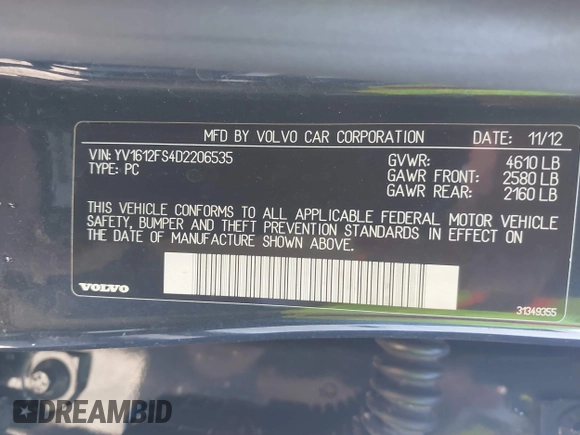 MFD BY VOLVO CAR CORPORATION DATE: 11/12
VIN: YV1612FS4D2206535 GVWR: 4610 LB
TYPE: PC GAWR FRONT: 2580 LB
GAWR REAR: 2160 LB
THIS VEHICLE CONFORMS TO ALL APPLICABLE FEDERAL MOTOR VEHICLE
SAFETY, BUMPER AND THEFT PREVENTION STANDARDS IN EFFECT ON
THE DATE OF MANUFACTURE SHOWN ABOVE.
VOLVO
31349355
DREAMBID